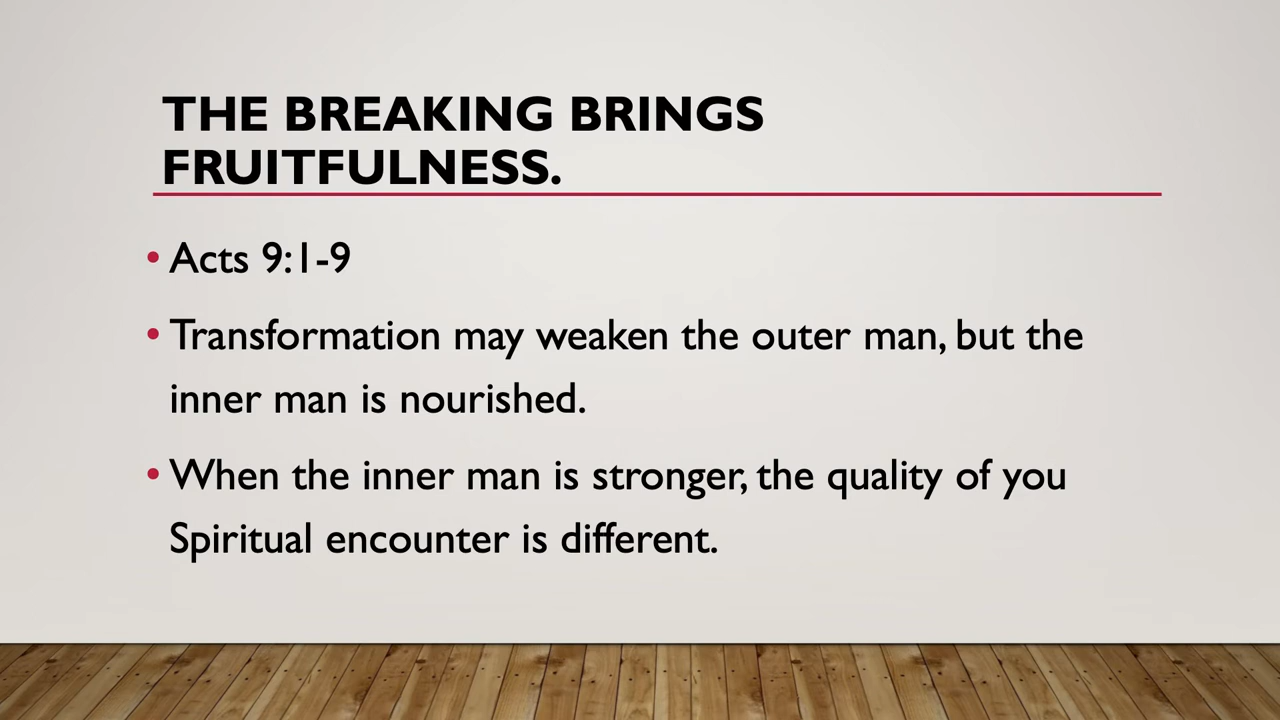 THE BREAKING BRINGS
FRUITFULNESS.
• Acts 9:1-9
• Transformation may weaken the outer man, but the
inner man is nourished.
• When the inner man is stronger, the quality of you
Spiritual encounter is different.